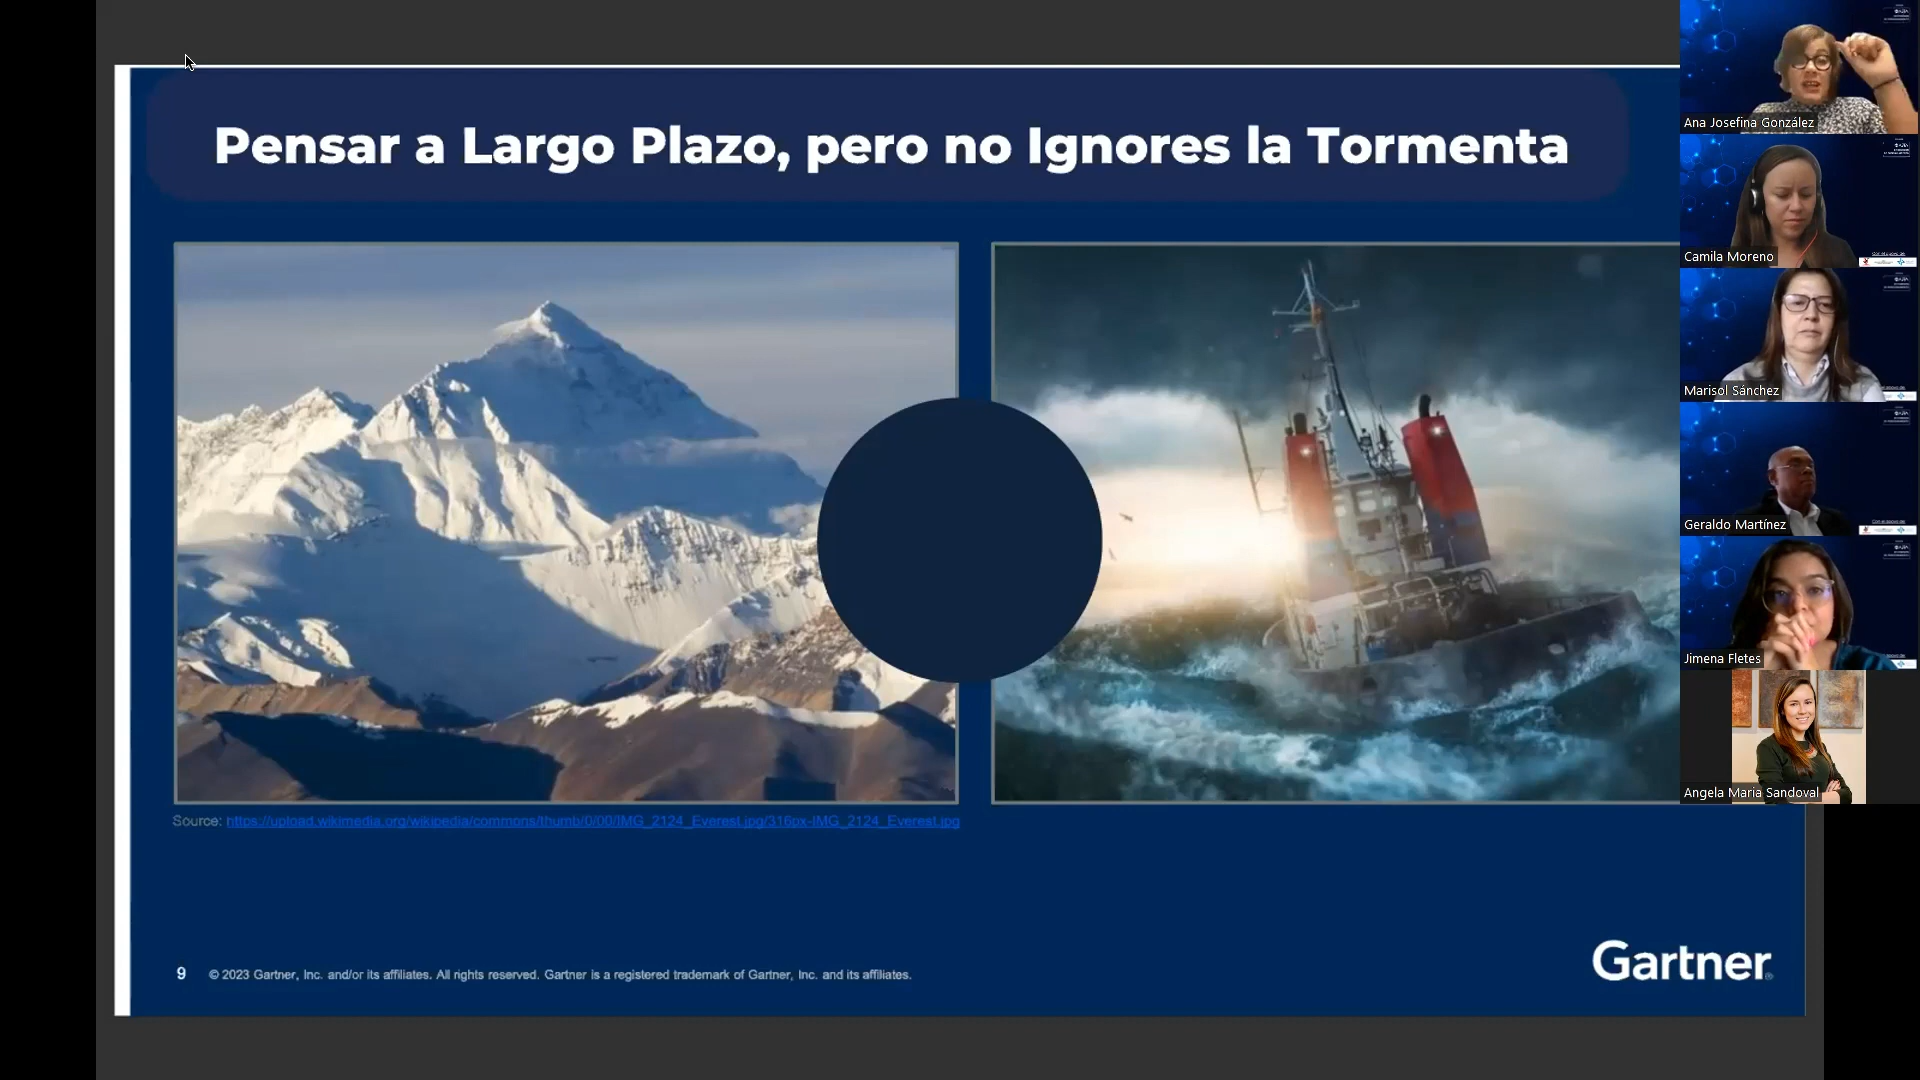 Pensar a Largo Plazo, pero no Ignores la Tormenta
Source: https://upload.wikimedia.org/wikipedia/commons/thumb/0/00/IMG_2124_Everest.jpg/316px-IMG_2124_Everest.jpg
9 © 2023 Gartner, Inc. and/or its affiliates. All rights reserved. Gartner is a registered trademark of Gartner, Inc. and its affiliates.
Gartner
Ana Josefina González
Camila Moreno
Marisol Sánchez
Geraldo Martínez
Jimena Fletes
Angela Maria Sandoval